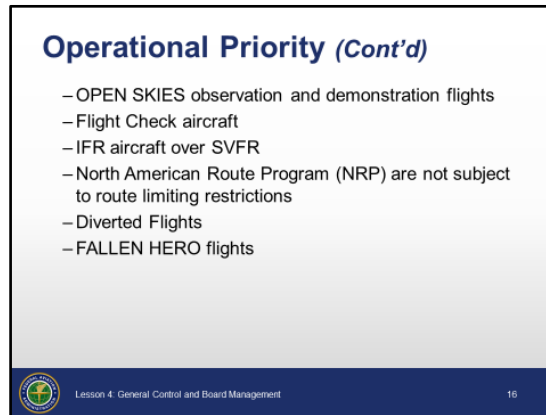 Operational Priority (Cont'd)
– OPEN SKIES observation and demonstration flights
– Flight Check aircraft
– IFR aircraft over SVFR
– North American Route Program (NRP) are not subject
to route limiting restrictions
– Diverted Flights
– FALLEN HERO flights
Lesson 4: General Control and Board Management
16